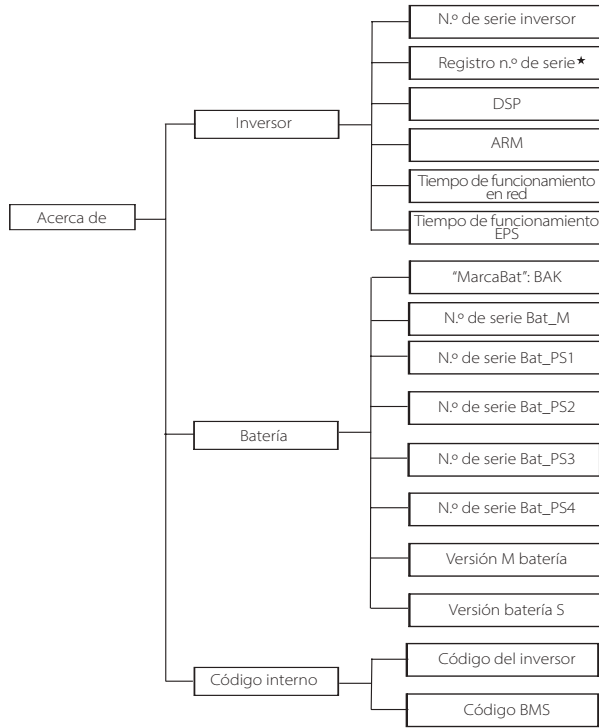 N.º de serie inversor
Registro n.º de serie★
DSP
Inversor
ARM
Tiempo de funcionamiento
en red
Acerca de
Tiempo de funcionamiento
EPS
“MarcaBat”: BAK
N.º de serie Bat_M
N.º de serie Bat_PS1
N.º de serie Bat_PS2
Batería
N.º de serie Bat_PS3
N.º de serie Bat_PS4
Versión M batería
Versión batería S
Código interno
Código del inversor
Código BMS